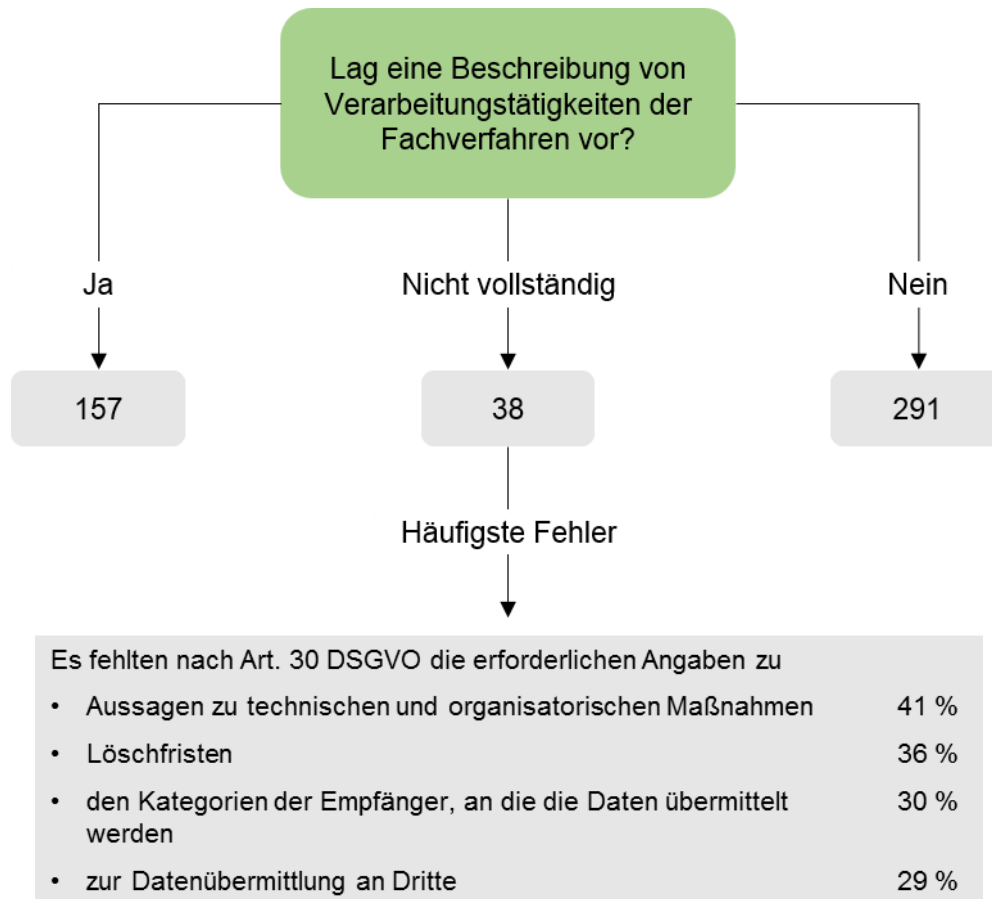 Lag eine Beschreibung von
Verarbeitungstätigkeiten der
Fachverfahren vor?
Ja
Nicht vollständig
Nein
157
38
291
Häufigste Fehler
Es fehlten nach Art. 30 DSGVO die erforderlichen Angaben zu
• Aussagen zu technischen und organisatorischen Maßnahmen 41 %
• Löschfristen 36 %
• den Kategorien der Empfänger, an die die Daten übermittelt 30 %
werden
• zur Datenübermittlung an Dritte 29 %